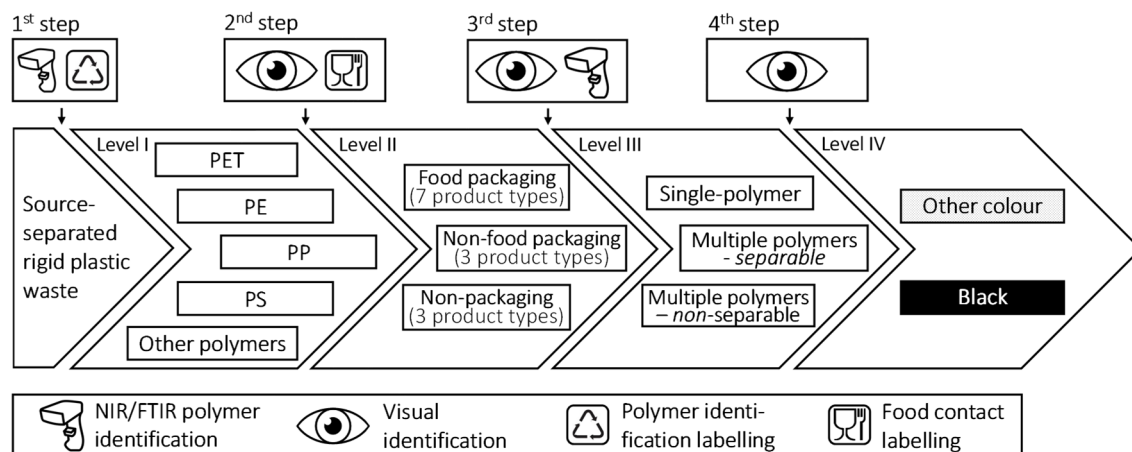 1st step
2nd step
3rd step
4th step
Source-
separated
rigid plastic
waste
Level I
PET
PE
PP
PS
Other polymers
Level II
Food packaging
(7 product types)
Non-food packaging
(3 product types)
Non-packaging
(3 product types)
Level III
Single-polymer
Multiple polymers
- separable
Multiple polymers
– non-separable
Level IV
Other colour
Black
NIR/FTIR polymer
identification
Visual
identification
Polymer identi-
fication labelling
Food contact
labelling